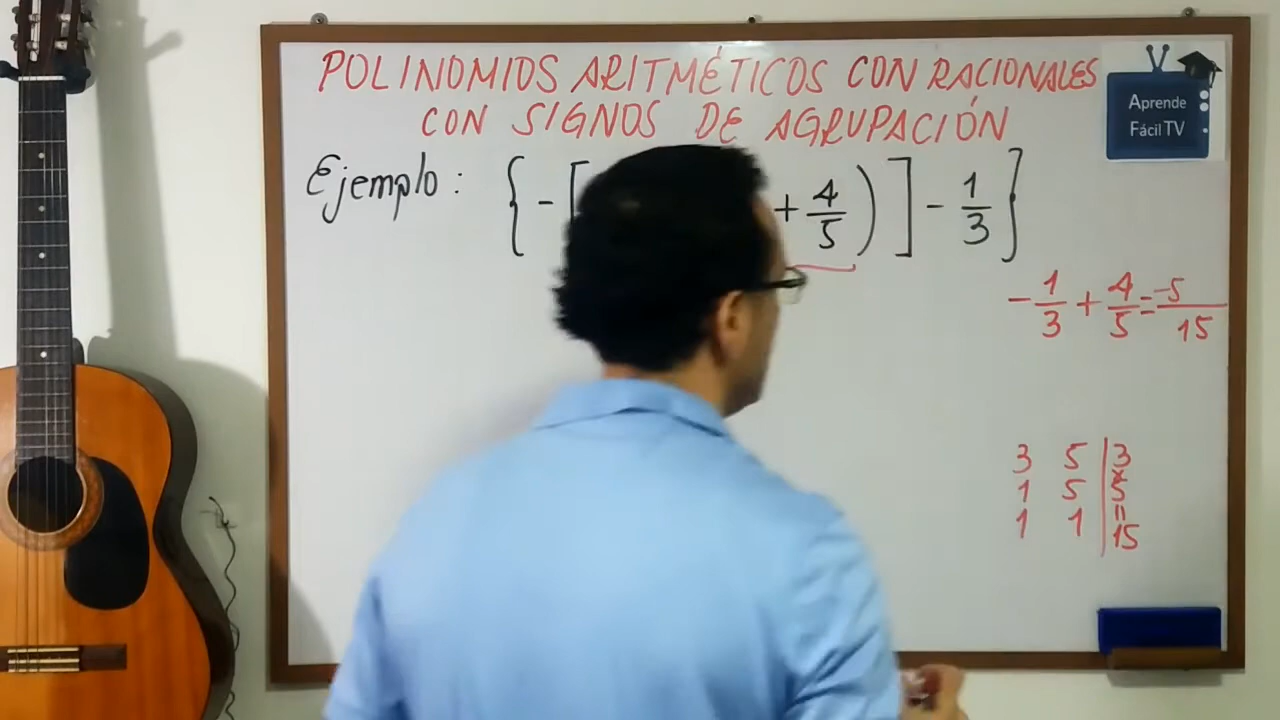 POLINOMIOS ARITMÉTICOS CON RACIONALES
CON SIGNOS DE AGRUPACIÓN
Aprende
Fácil TV
Ejemplo: { - [ + 4/5 ) ] - 1/3 }
- 1/3 + 4/5 = -5/15
3 5 | 3
x
1 5 | 5
=
1 1 | 15